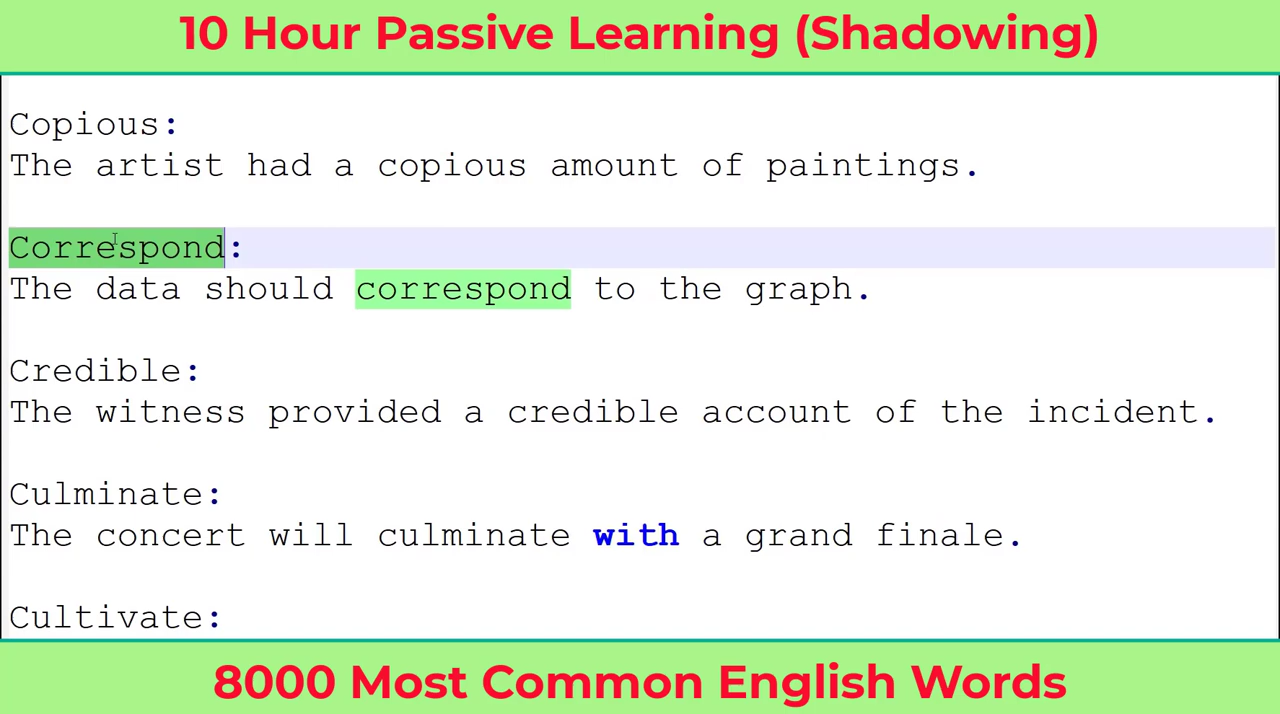 10 Hour Passive Learning (Shadowing)
Copious:
The artist had a copious amount of paintings.
Correspond:
The data should correspond to the graph.
Credible:
The witness provided a credible account of the incident.
Culminate:
The concert will culminate with a grand finale.
Cultivate:
8000 Most Common English Words